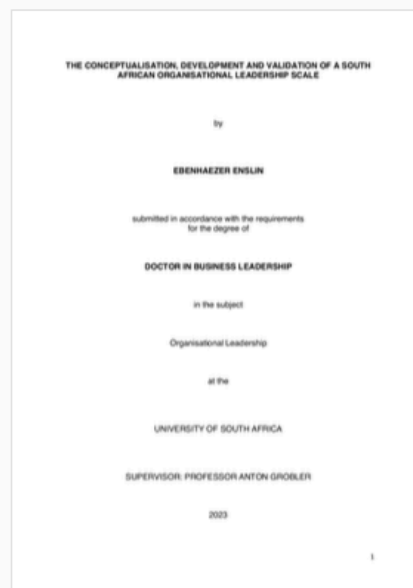 THE CONCEPTUALISATION, DEVELOPMENT AND VALIDATION OF A SOUTH
AFRICAN ORGANISATIONAL LEADERSHIP SCALE
by
EBENHAEZER ENSLIN
submitted in accordance with the requirements
for the degree of
DOCTOR IN BUSINESS LEADERSHIP
in the subject
Organisational Leadership
at the
UNIVERSITY OF SOUTH AFRICA
SUPERVISOR: PROFESSOR ANTON GROBLER
2023
1